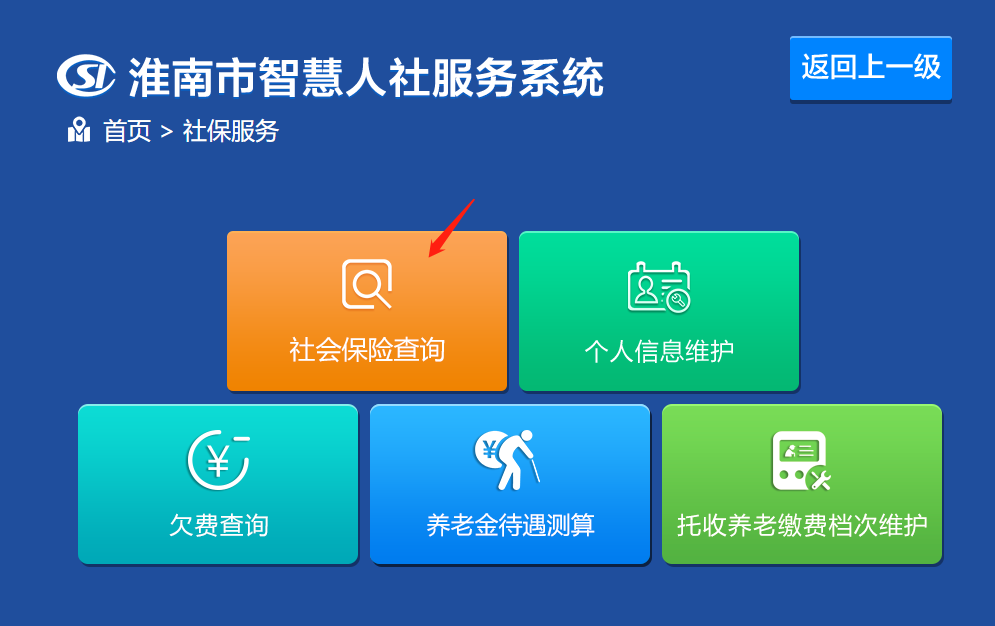 SI 淮南市智慧人社服务系统
返回上一级
首页 > 社保服务
社会保险查询
个人信息维护
¥
欠费查询
¥
养老金待遇测算
托收养老缴费档次维护